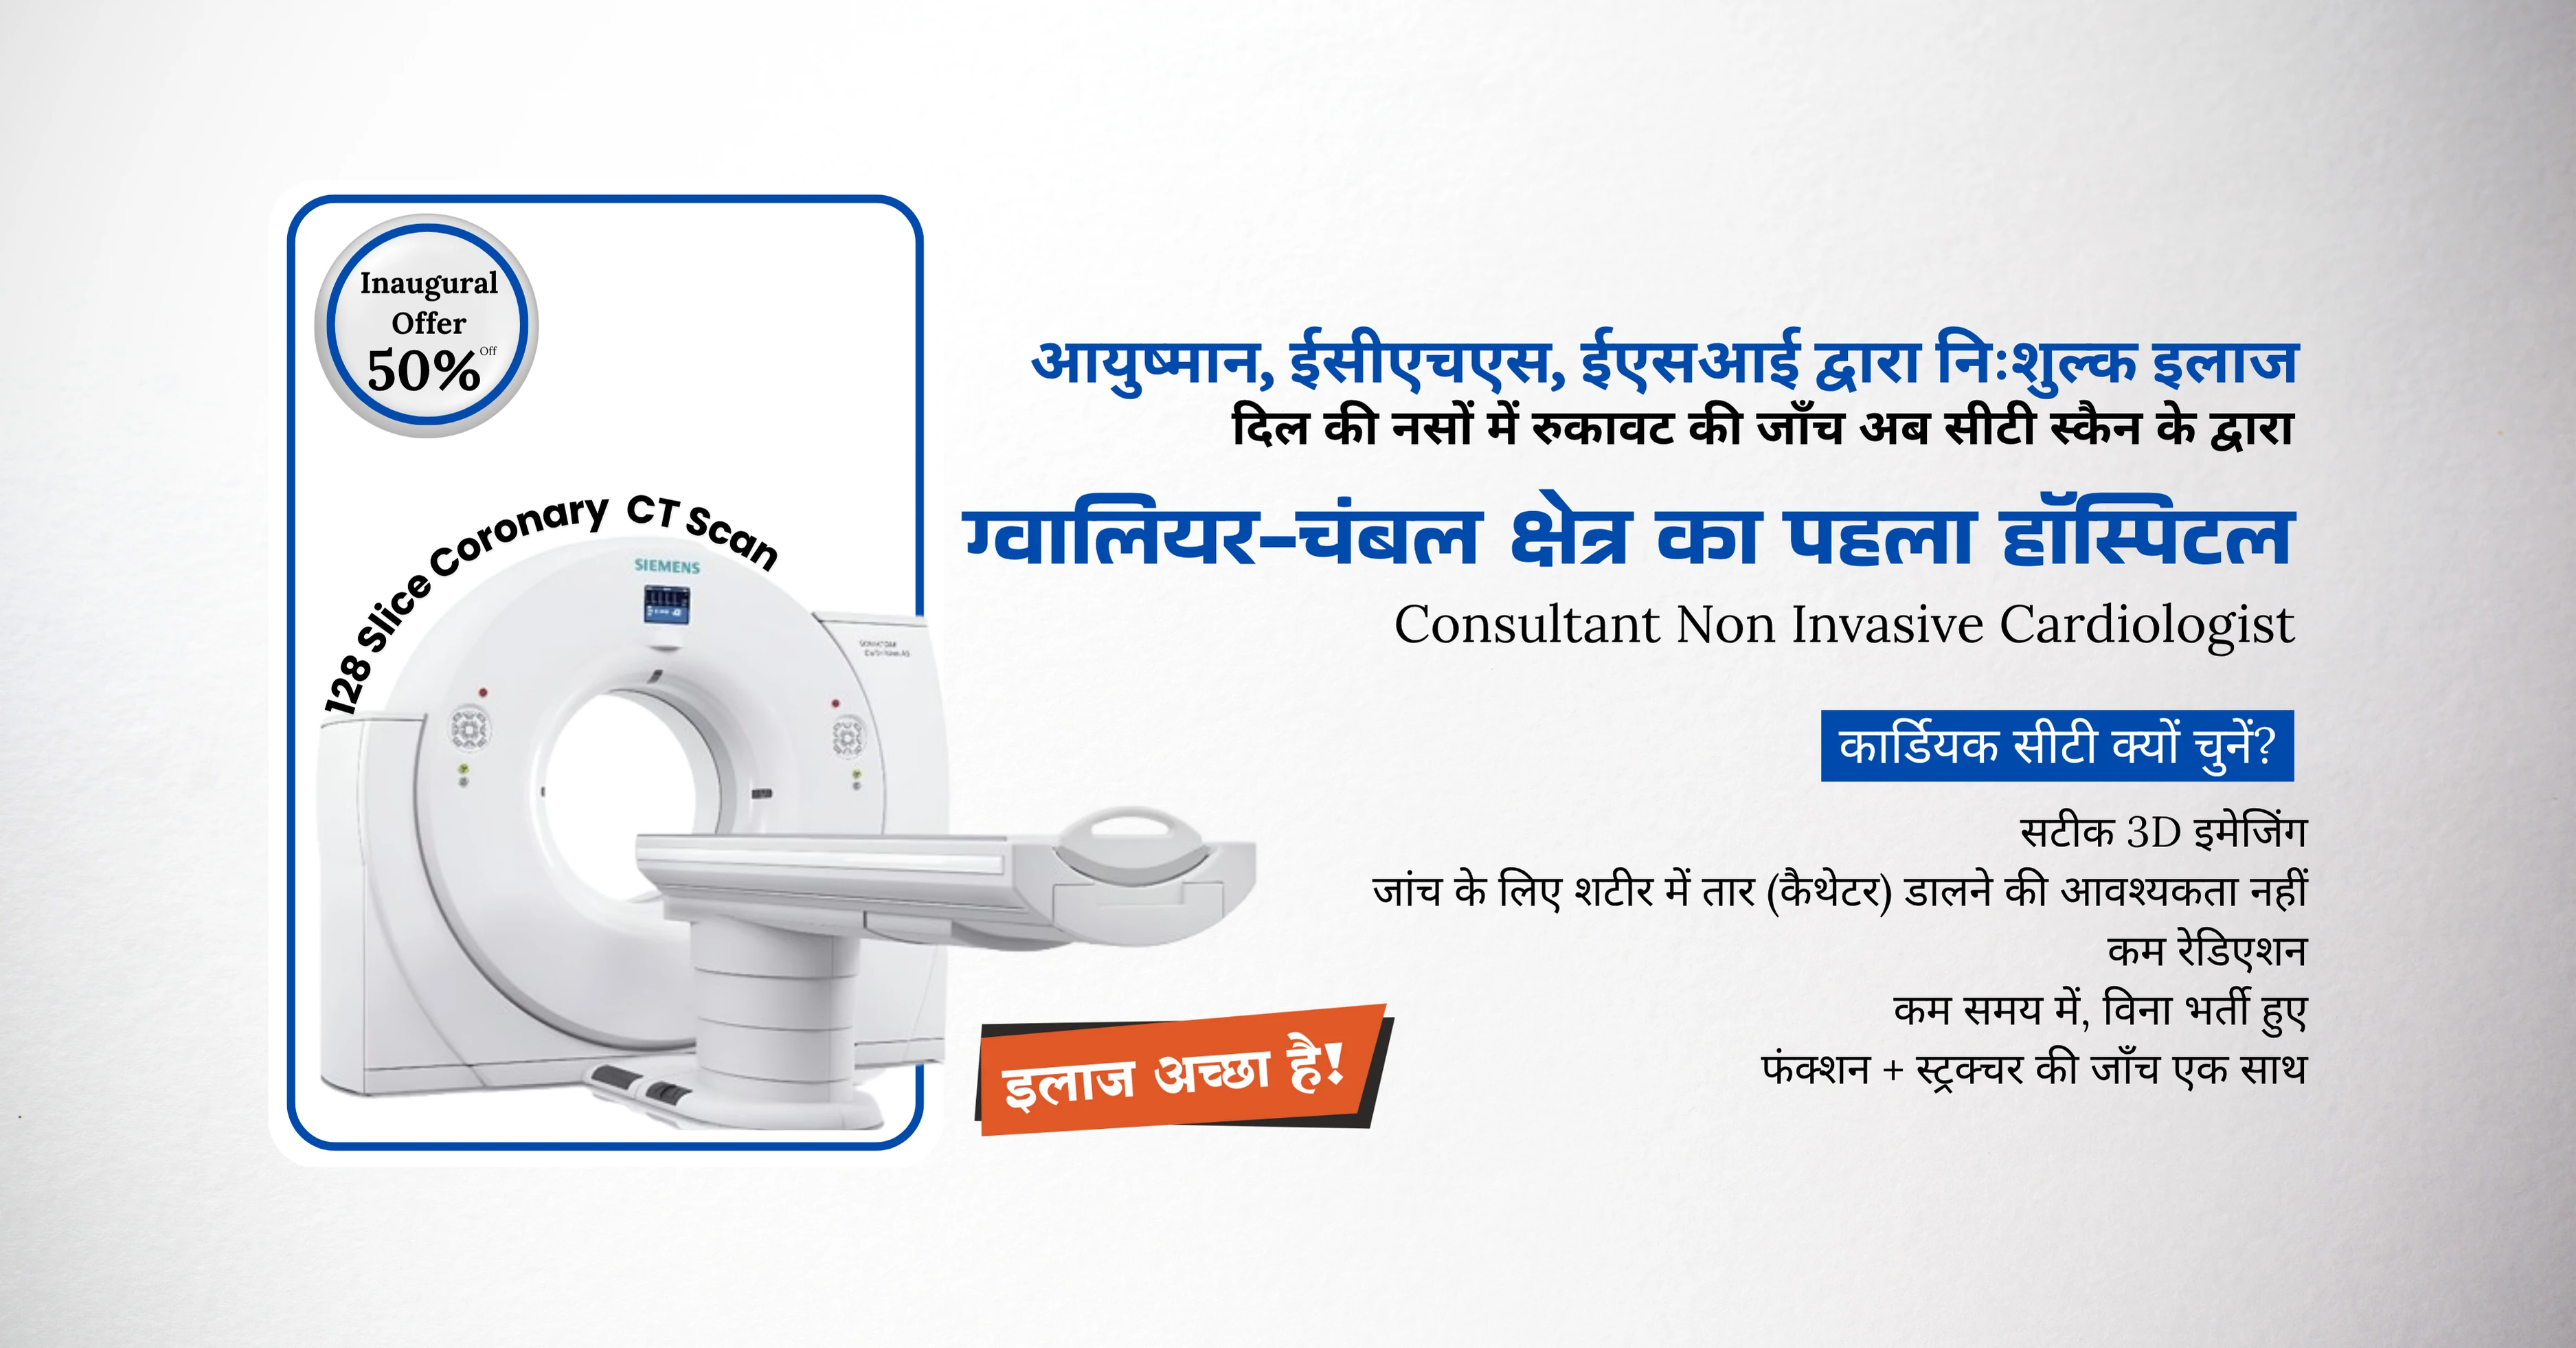 Inaugural
Offer
50% Off
128 Slice Coronary CT Scan
SIEMENS
आयुष्मान, ईसीएचएस, ईएसआई द्वारा निःशुल्क इलाज
दिल की नसों में रुकावट की जाँच अब सीटी स्कैन के द्वारा
ग्वालियर-चंबल क्षेत्र का पहला हॉस्पिटल
Consultant Non Invasive Cardiologist
कार्डियक सीटी क्यों चुनें?
सटीक 3D इमेजिंग
जांच के लिए शटीर में तार (कैथेटर) डालने की आवश्यकता नहीं
कम रेडिएशन
कम समय में, विना भर्ती हुए
फंक्शन + स्ट्रक्चर की जाँच एक साथ
इलाज अच्छा है!